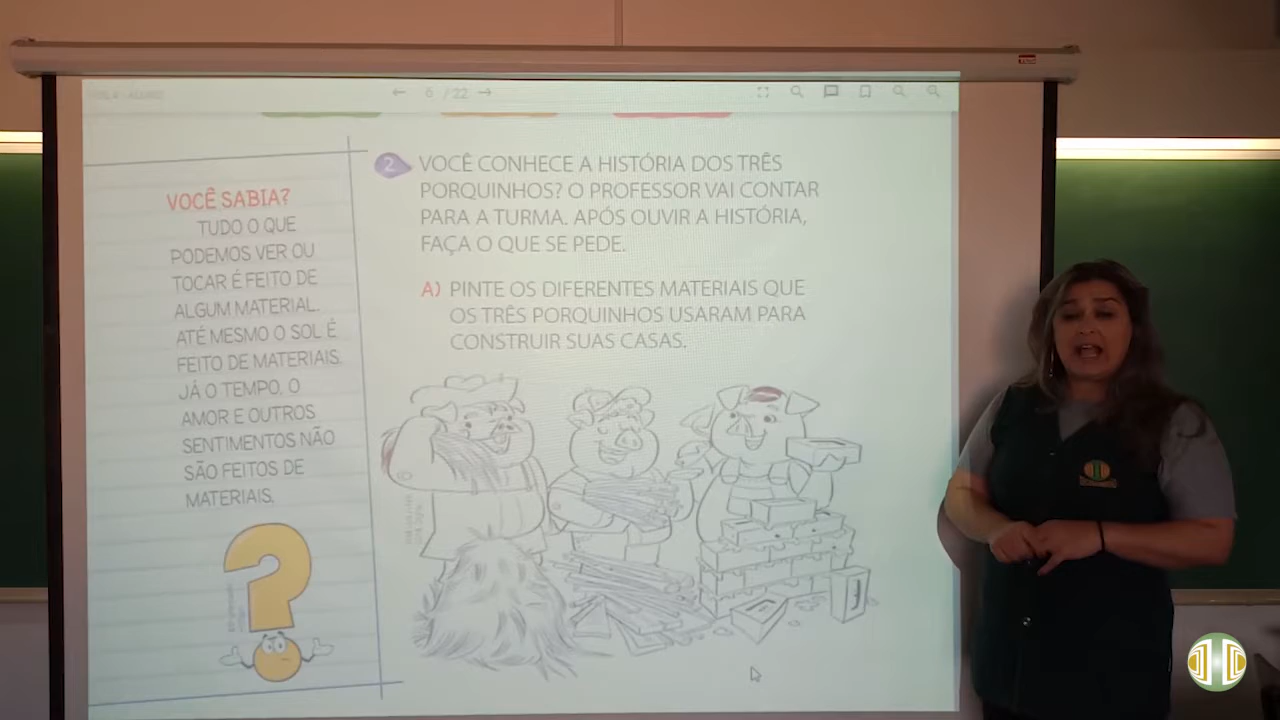 6 / 22
VOCÊ SABIA?
TUDO O QUE
PODEMOS VER OU
TOCAR É FEITO DE
ALGUM MATERIAL.
ATÉ MESMO O SOL É
FEITO DE MATERIAIS.
JÁ O TEMPO, O
AMOR E OUTROS
SENTIMENTOS NÃO
SÃO FEITOS DE
MATERIAIS.
2 VOCÊ CONHECE A HISTÓRIA DOS TRÊS
PORQUINHOS? O PROFESSOR VAI CONTAR
PARA A TURMA. APÓS OUVIR A HISTÓRIA,
FAÇA O QUE SE PEDE.
A) PINTE OS DIFERENTES MATERIAIS QUE
OS TRÊS PORQUINHOS USARAM PARA
CONSTRUIR SUAS CASAS.